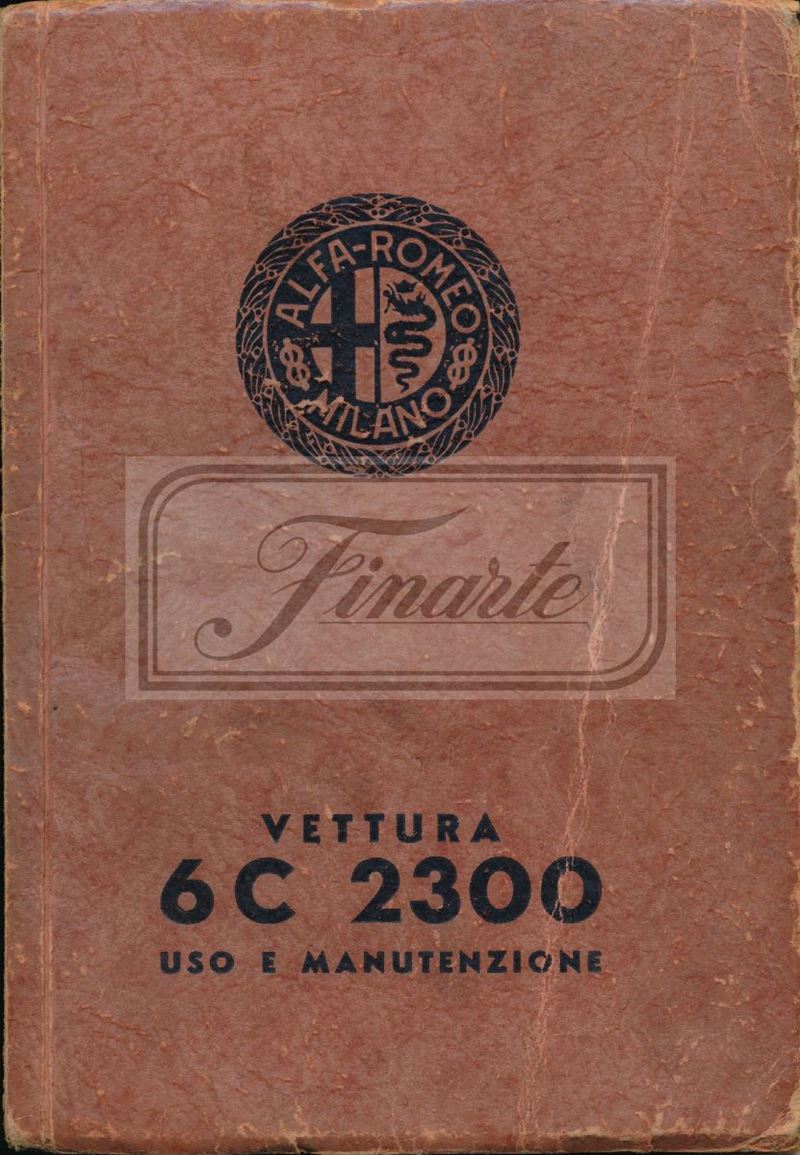 ALFA-ROMEO
MILANO
Finarte
VETTURA
6C 2300
USO E MANUTENZIONE